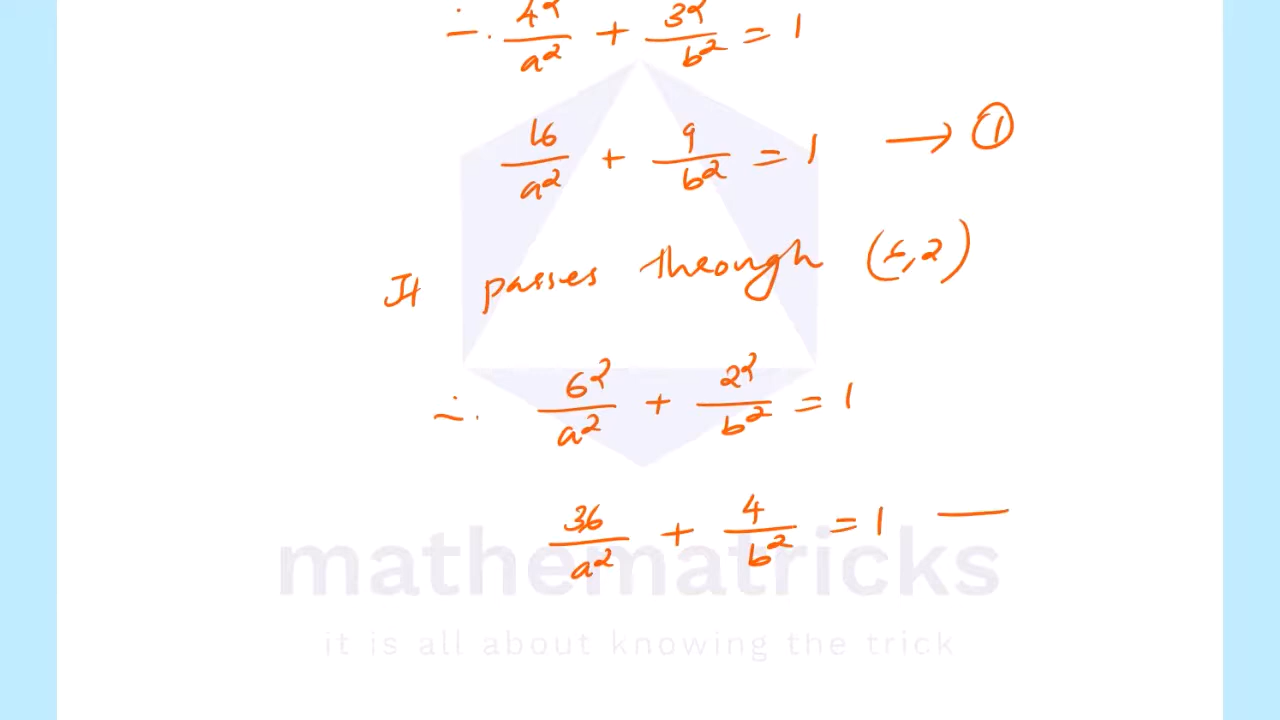 ∴ 4²/a² + 3²/b² = 1
16/a² + 9/b² = 1 → ①
It passes through (6,2)
∴ 6²/a² + 2²/b² = 1
36/a² + 4/b² = 1 —
mathematricks
it is all about knowing the trick